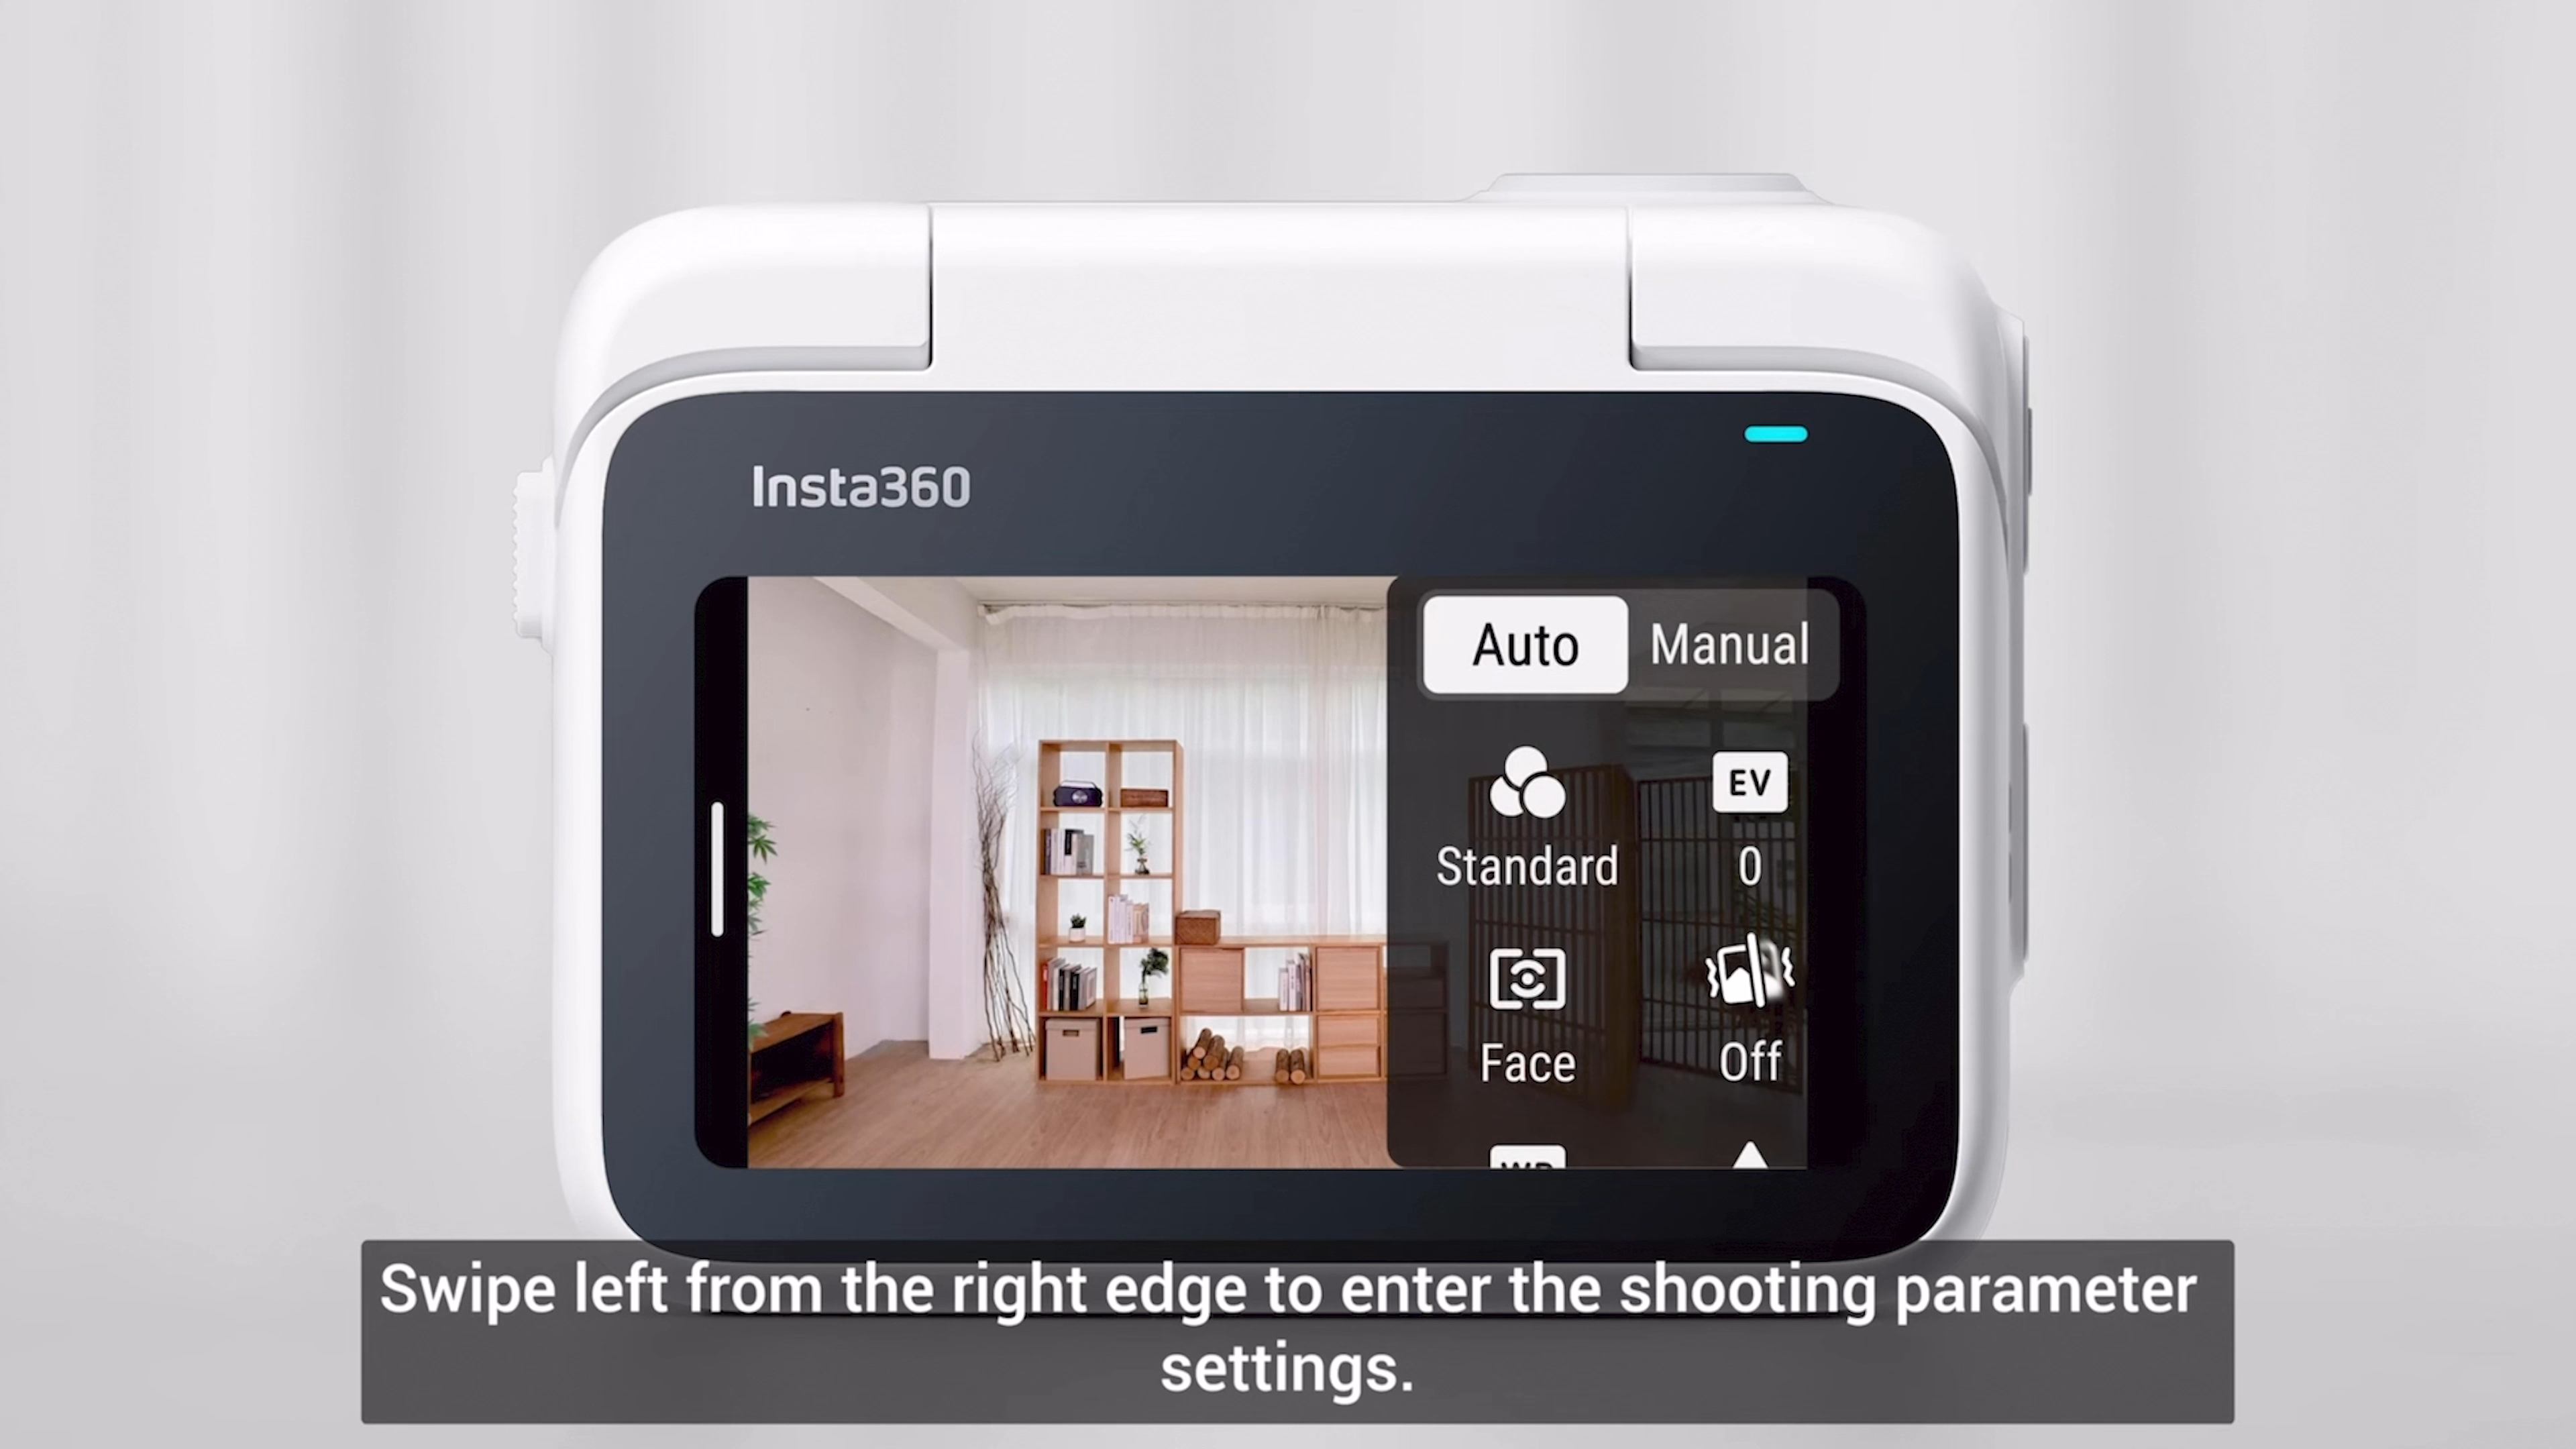 Insta360
Auto Manual
EV
Standard 0
Face Off
Swipe left from the right edge to enter the shooting parameter
settings.